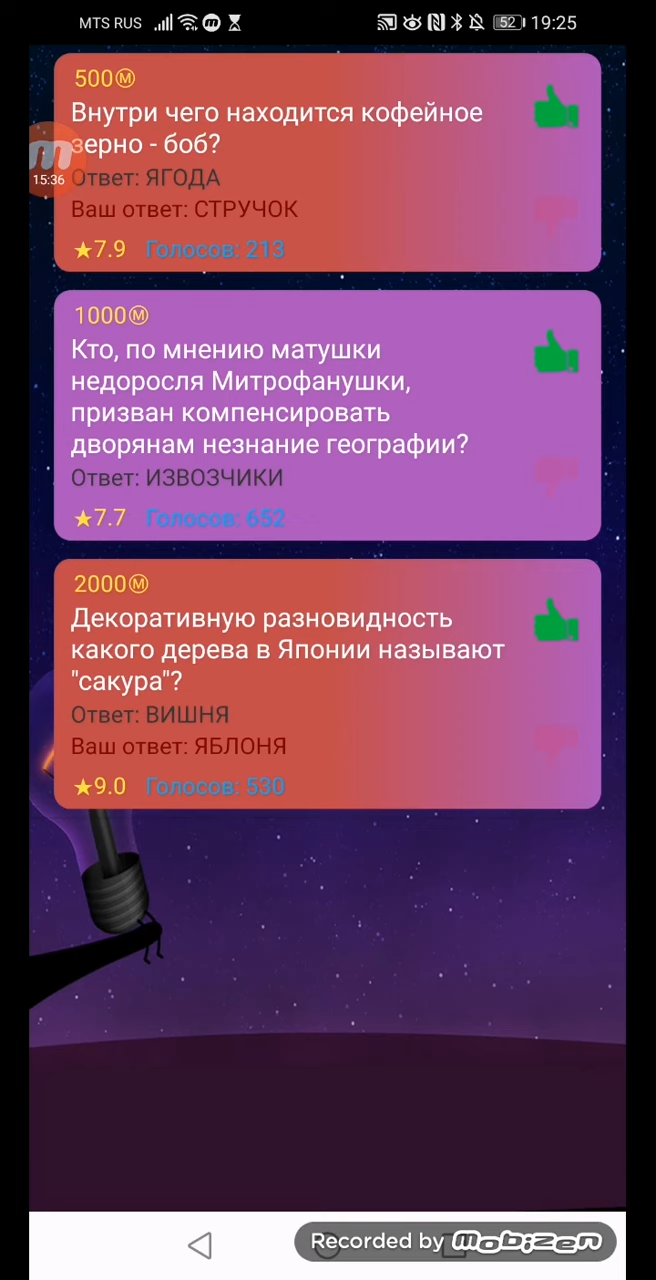 MTS RUS 52 19:25
500Ⓜ
Внутри чего находится кофейное
зерно - боб?
15:36
Ответ: ЯГОДА
Ваш ответ: СТРУЧОК
★7.9 Голосов: 213
1000Ⓜ
Кто, по мнению матушки
недоросля Митрофанушки,
призван компенсировать
дворянам незнание географии?
Ответ: ИЗВОЗЧИКИ
★7.7 Голосов: 652
2000Ⓜ
Декоративную разновидность
какого дерева в Японии называют
"сакура"?
Ответ: ВИШНЯ
Ваш ответ: ЯБЛОНЯ
★9.0 Голосов: 530
Recorded by mobizen